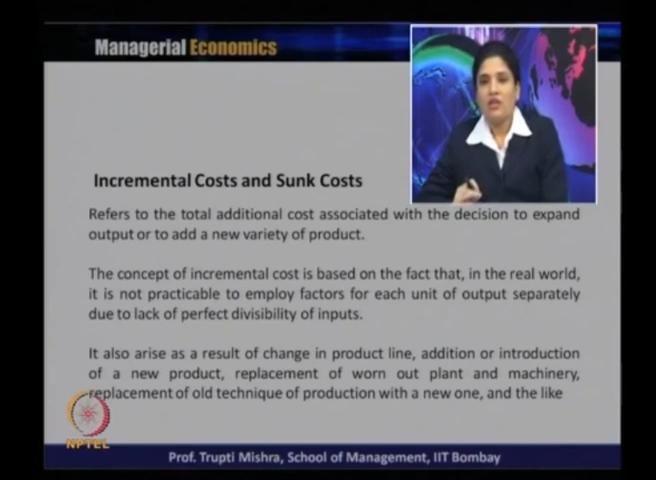 Managerial Economics
Incremental Costs and Sunk Costs
Refers to the total additional cost associated with the decision to expand
output or to add a new variety of product.
The concept of incremental cost is based on the fact that, in the real world,
it is not practicable to employ factors for each unit of output separately
due to lack of perfect divisibility of inputs.
It also arise as a result of change in product line, addition or introduction
of a new product, replacement of worn out plant and machinery,
replacement of old technique of production with a new one, and the like
NPTEL
Prof. Trupti Mishra, School of Management, IIT Bombay